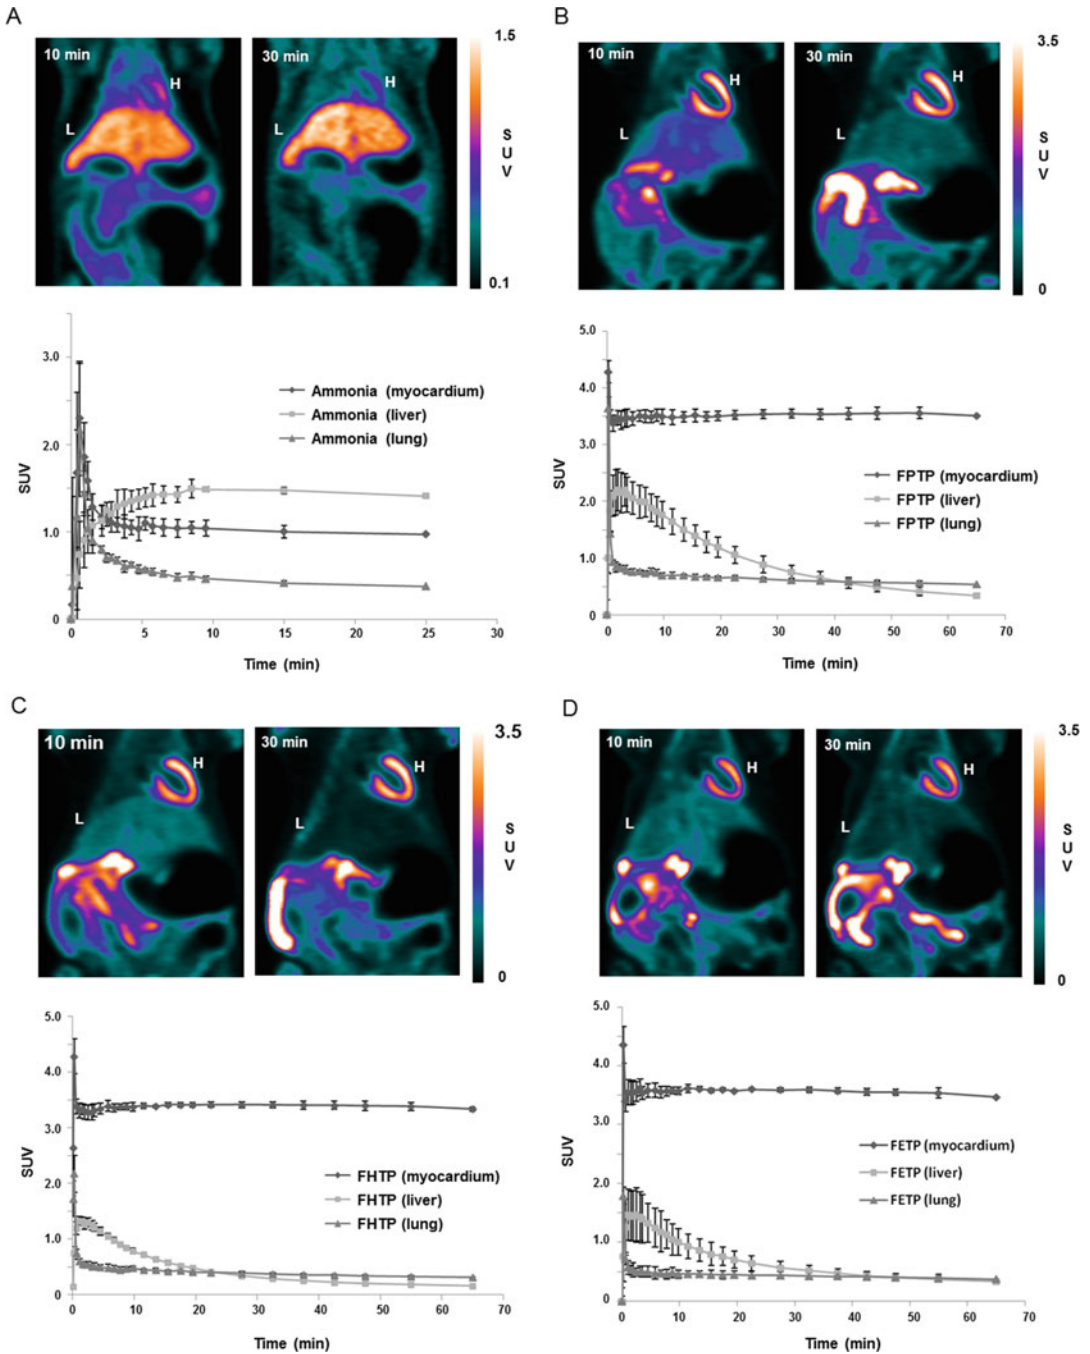 A
10 min
H
L
30 min
H
L
1.5
S
U
V
0.1
3.0
2.0
1.0
0
SUV
Ammonia (myocardium)
Ammonia (liver)
Ammonia (lung)
0 5 10 15 20 25 30
Time (min)
B
10 min
H
L
30 min
H
L
3.5
S
U
V
0
5.0
4.0
3.0
2.0
1.0
0
SUV
FPTP (myocardium)
FPTP (liver)
FPTP (lung)
0 10 20 30 40 50 60 70
Time (min)
C
10 min
H
L
30 min
H
L
3.5
S
U
V
0
5.0
4.0
3.0
2.0
1.0
0
SUV
FHTP (myocardium)
FHTP (liver)
FHTP (lung)
0 10 20 30 40 50 60 70
Time (min)
D
10 min
H
L
30 min
H
L
3.5
S
U
V
0
5.0
4.0
3.0
2.0
1.0
0
SUV
FETP (myocardium)
FETP (liver)
FETP (lung)
0 10 20 30 40 50 60 70
Time (min)